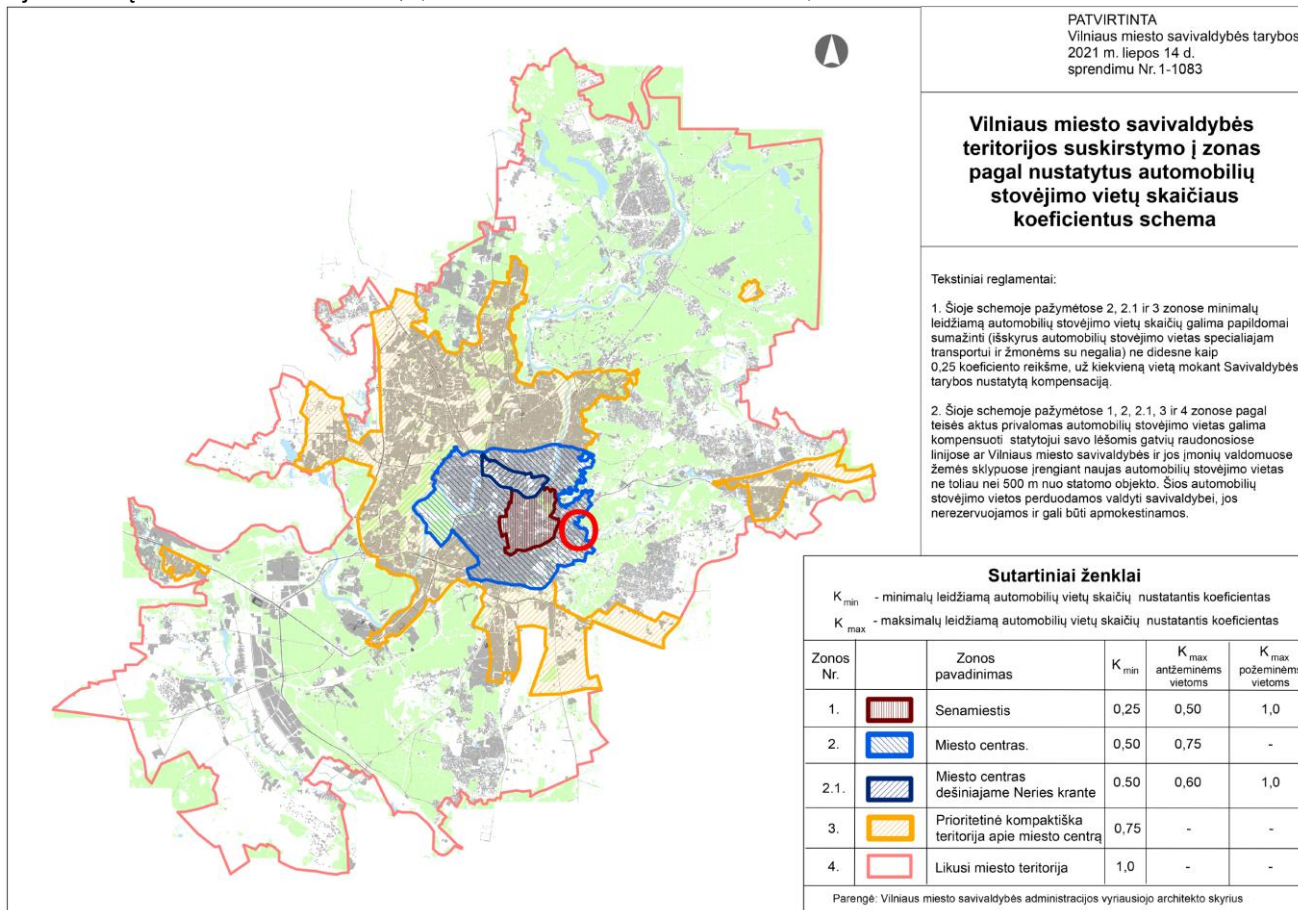 PATVIRTINTA
Vilniaus miesto savivaldybės tarybos
2021 m. liepos 14 d.
sprendimu Nr. 1-1083
Vilniaus miesto savivaldybės
teritorijos suskirstymo į zonas
pagal nustatytus automobilių
stovėjimo vietų skaičiaus
koeficientus schema
Tekstiniai reglamentai:
1. Šioje schemoje pažymėtose 2, 2.1 ir 3 zonose minimalų
leidžiamą automobilių stovėjimo vietų skaičių galima papildomai
sumažinti (išskyrus automobilių stovėjimo vietas specialiajam
transportui ir žmonėms su negalia) ne didesne kaip
0,25 koeficiento reikšme, už kiekvieną vietą mokant Savivaldybės
tarybos nustatytą kompensaciją.
2. Šioje schemoje pažymėtose 1, 2, 2.1, 3 ir 4 zonose pagal
teisės aktus privalomas automobilių stovėjimo vietas galima
kompensuoti statytojui savo lėšomis gatvių raudonosiose
linijose ar Vilniaus miesto savivaldybė ir jos įmonių valdomuose
žemės sklypuose įrengiant naujas automobilių stovėjimo vietas
ne toliau nei 500 m nuo statomo objekto. Šios automobilių
stovėjimo vietos perduodamos valdyti savivaldybei, jos
nerezervuojamos ir gali būti apmokestinamos.
Sutartiniai ženklai
K min - minimalų leidžiamą automobilių vietų skaičių nustatantis koeficientas
K max - maksimalų leidžiamą automobilių vietų skaičių nustatantis koeficientas
Zonos Nr. Zonos pavadinimas K min K max antžeminėms vietoms K max požeminėms vietoms
1. Senamiestis 0,25 0,50 1,0
2. Miesto centras. 0,50 0,75 -
2.1. Miesto centras dešiniajame Neries krante 0.50 0,60 1,0
3. Prioritetinė kompaktiška teritorija apie miesto centrą 0,75 - -
4. Likusi miesto teritorija 1,0 - -
Parengė: Vilniaus miesto savivaldybės administracijos vyriausiojo architekto skyrius